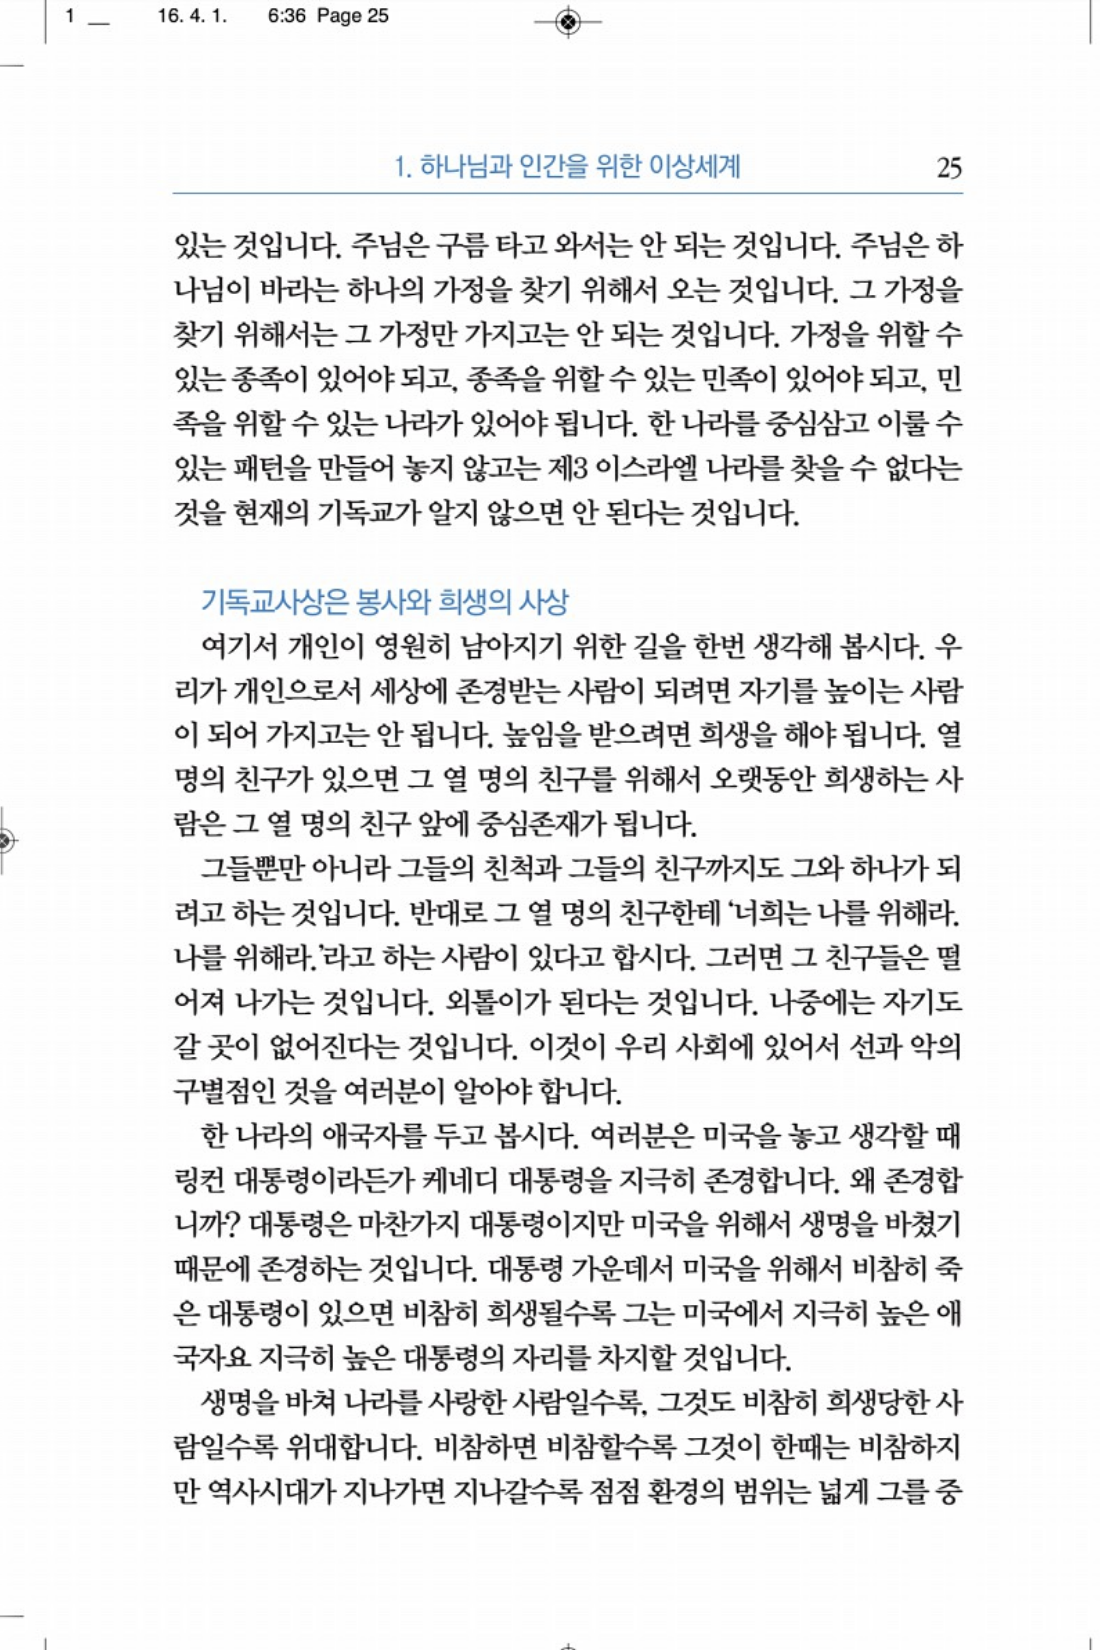 1 __ 16. 4. 1. 6:36 Page 25
1. 하나님과 인간을 위한 이상세계 25
있는 것입니다. 주님은 구름 타고 와서는 안 되는 것입니다. 주님은 하
나님이 바라는 하나의 가정을 찾기 위해서 오는 것입니다. 그 가정을
찾기 위해서는 그 가정만 가지고는 안 되는 것입니다. 가정을 위할 수
있는 종족이 있어야 되고, 종족을 위할 수 있는 민족이 있어야 되고, 민
족을 위할 수 있는 나라가 있어야 됩니다. 한 나라를 중심삼고 이룰 수
있는 패턴을 만들어 놓지 않고는 제3 이스라엘 나라를 찾을 수 없다는
것을 현재의 기독교가 알지 않으면 안 된다는 것입니다.
기독교사상은 봉사와 희생의 사상
여기서 개인이 영원히 남아지기 위한 길을 한번 생각해 봅시다. 우
리가 개인으로서 세상에 존경받는 사람이 되려면 자기를 높이는 사람
이 되어 가지고는 안 됩니다. 높임을 받으려면 희생을 해야 됩니다. 열
명의 친구가 있으면 그 열 명의 친구를 위해서 오랫동안 희생하는 사
람은 그 열 명의 친구 앞에 중심존재가 됩니다.
그들뿐만 아니라 그들의 친척과 그들의 친구까지도 그와 하나가 되
려고 하는 것입니다. 반대로 그 열 명의 친구한테 ‘너희는 나를 위해라.
나를 위해라.’라고 하는 사람이 있다고 합시다. 그러면 그 친구들은 떨
어져 나가는 것입니다. 외톨이가 된다는 것입니다. 나중에는 자기도
갈 곳이 없어진다는 것입니다. 이것이 우리 사회에 있어서 선과 악의
구별점인 것을 여러분이 알아야 합니다.
한 나라의 애국자를 두고 봅시다. 여러분은 미국을 놓고 생각할 때
링컨 대통령이라든가 케네디 대통령을 지극히 존경합니다. 왜 존경합
니까? 대통령은 마찬가지 대통령이지만 미국을 위해서 생명을 바쳤기
때문에 존경하는 것입니다. 대통령 가운데서 미국을 위해서 비참히 죽
은 대통령이 있으면 비참히 희생될수록 그는 미국에서 지극히 높은 애
국자요 지극히 높은 대통령의 자리를 차지할 것입니다.
생명을 바쳐 나라를 사랑한 사람일수록, 그것도 비참히 희생당한 사
람일수록 위대합니다. 비참하면 비참할수록 그것이 한때는 비참하지
만 역사시대가 지나가면 지나갈수록 점점 환경의 범위는 넓게 그를 중